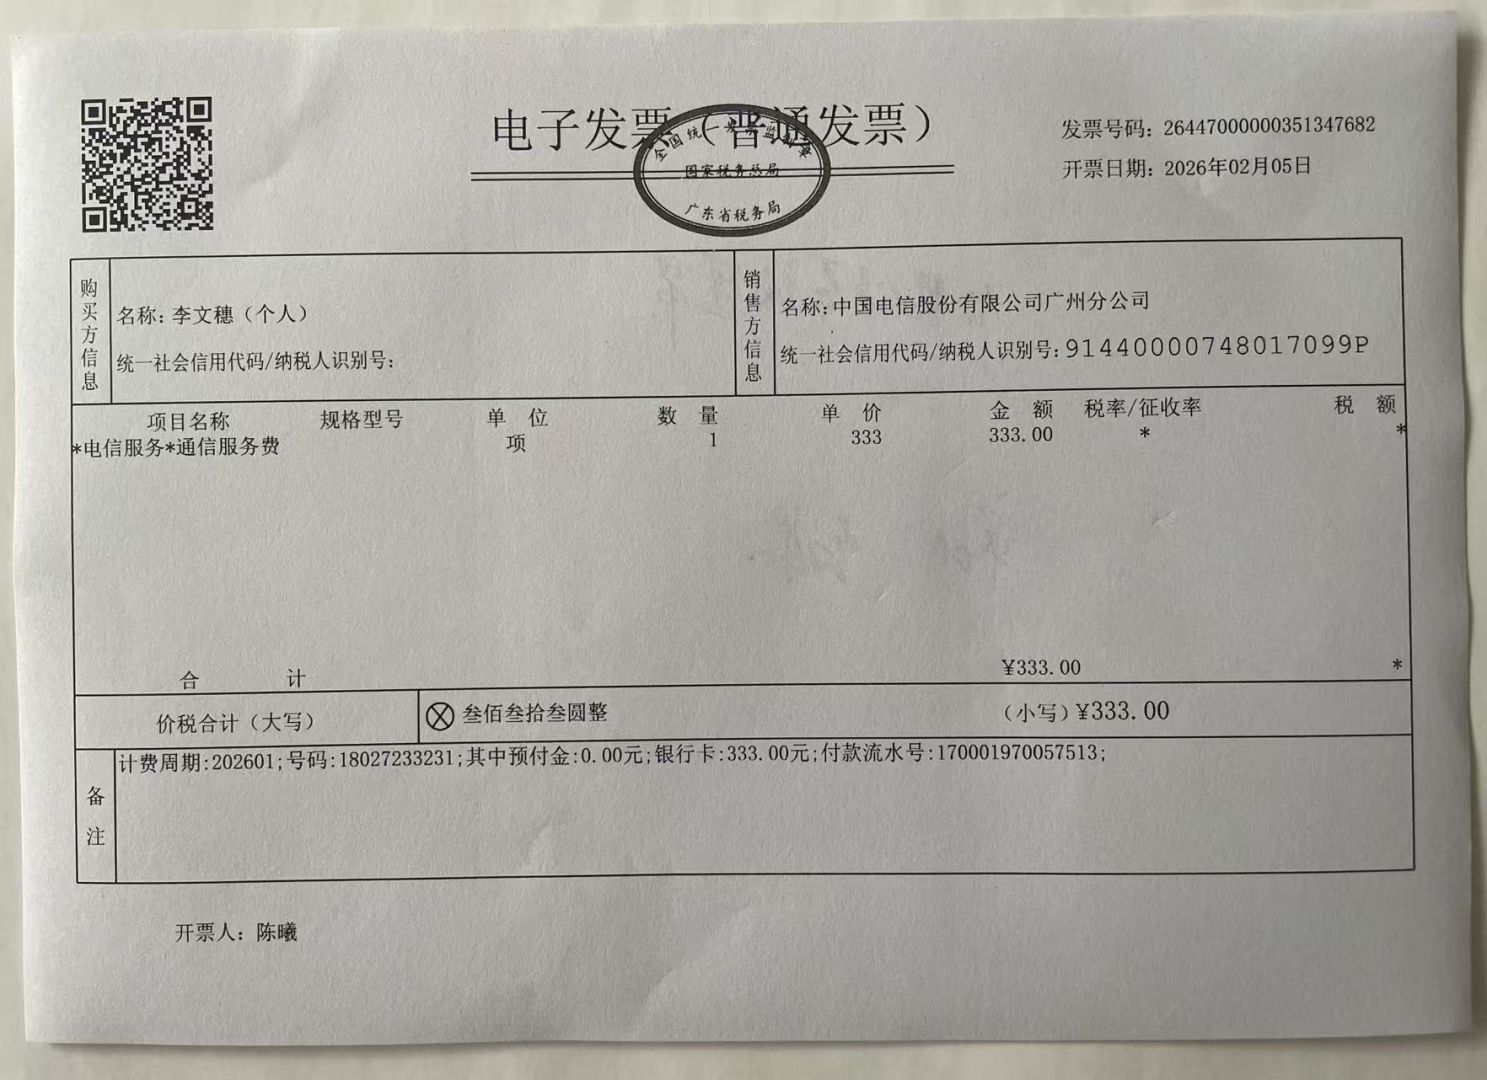 电子发票（普通发票）
全国统一发票监制章
国家税务总局
广东省税务局
发票号码：26447000000351347682
开票日期：2026年02月05日
购买方信息
名称：李文穗（个人）
统一社会信用代码/纳税人识别号：
销售方信息
名称：中国电信股份有限公司广州分公司
统一社会信用代码/纳税人识别号：91440000748017099P
项目名称 规格型号 单位 数量 单价 金额 税率/征收率 税额
*电信服务*通信服务费 项 1 333 333.00 * *
合计 ¥333.00 *
价税合计（大写） 叁佰叁拾叁圆整 （小写）¥333.00
备注
计费周期:202601;号码:18027233231;其中预付金:0.00元;银行卡:333.00元;付款流水号:170001970057513;
开票人：陈曦